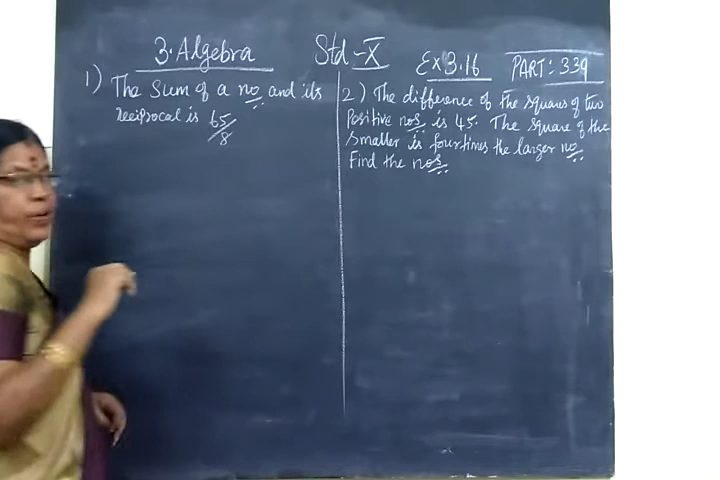 3. Algebra Std - X Ex 3.16 PART: 339
1) The Sum of a no. and its
reciprocal is 65/8
2) The difference of the squares of two
Positive nos. is 45. The square of the
smaller is four times the larger no.
Find the nos.